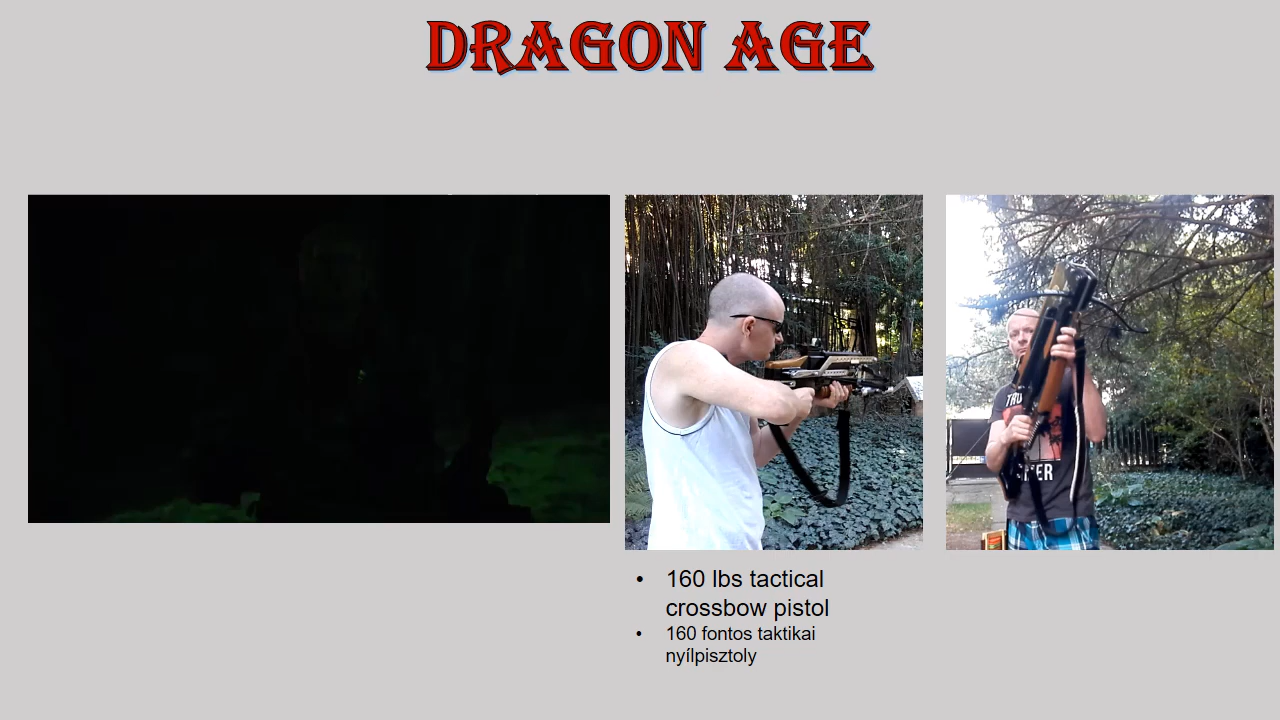 DRAGON AGE
• 160 lbs tactical
crossbow pistol
• 160 fontos taktikai
nyílpisztoly